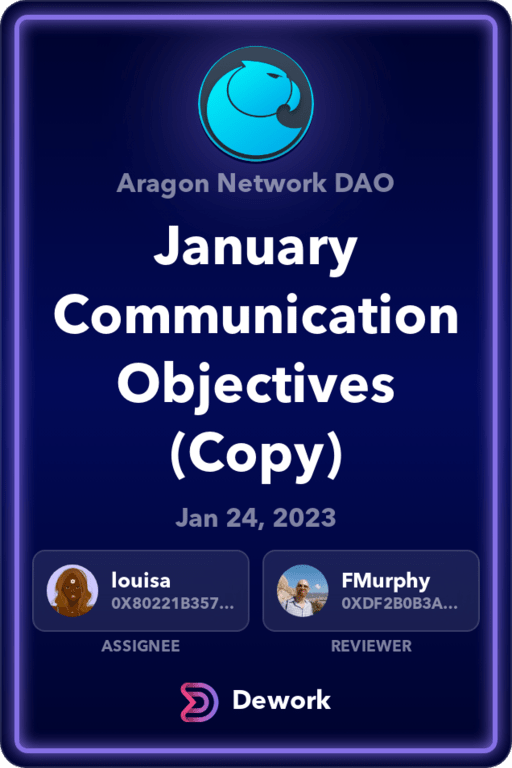 Aragon Network DAO
January
Communication
Objectives
(Copy)
Jan 24, 2023
louisa
0X80221B357...
ASSIGNEE
FMurphy
0XDF2B0B3A...
REVIEWER
Dework